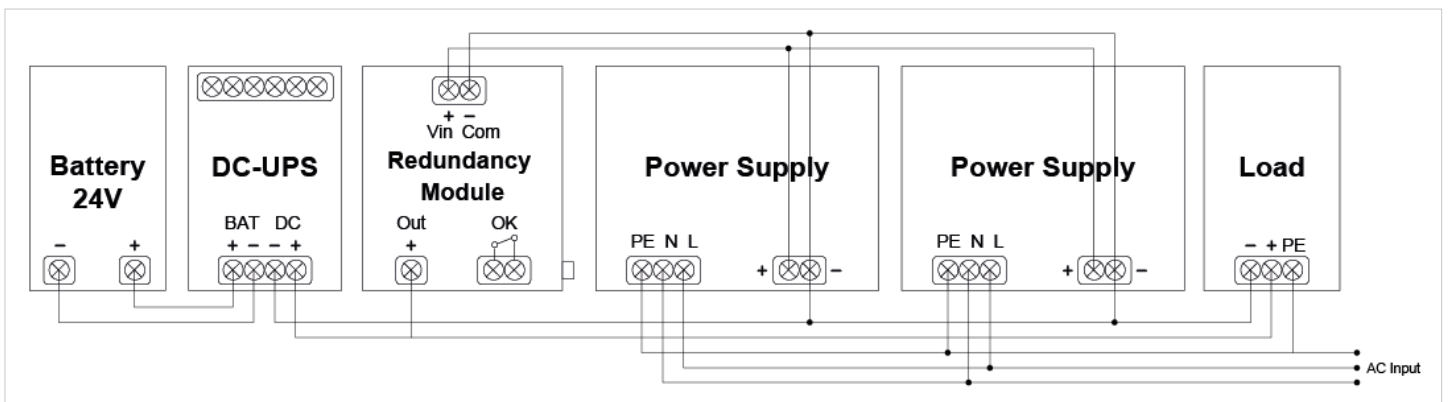 Battery
24V
- +
DC-UPS
BAT DC
+ - - +
+ -
Vin Com
Redundancy
Module
Out OK
+
Power Supply
PE N L
+ -
Power Supply
PE N L
+ -
Load
- + PE
AC Input